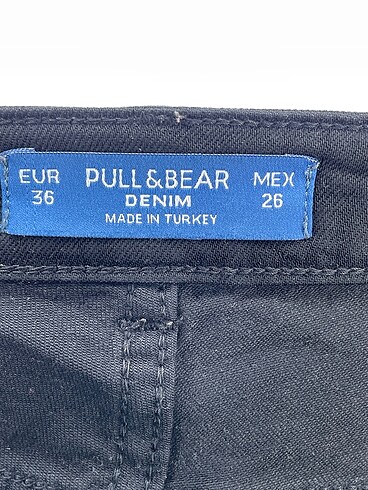 EUR PULL&BEAR MEX
36 DENIM 26
MADE IN TURKEY